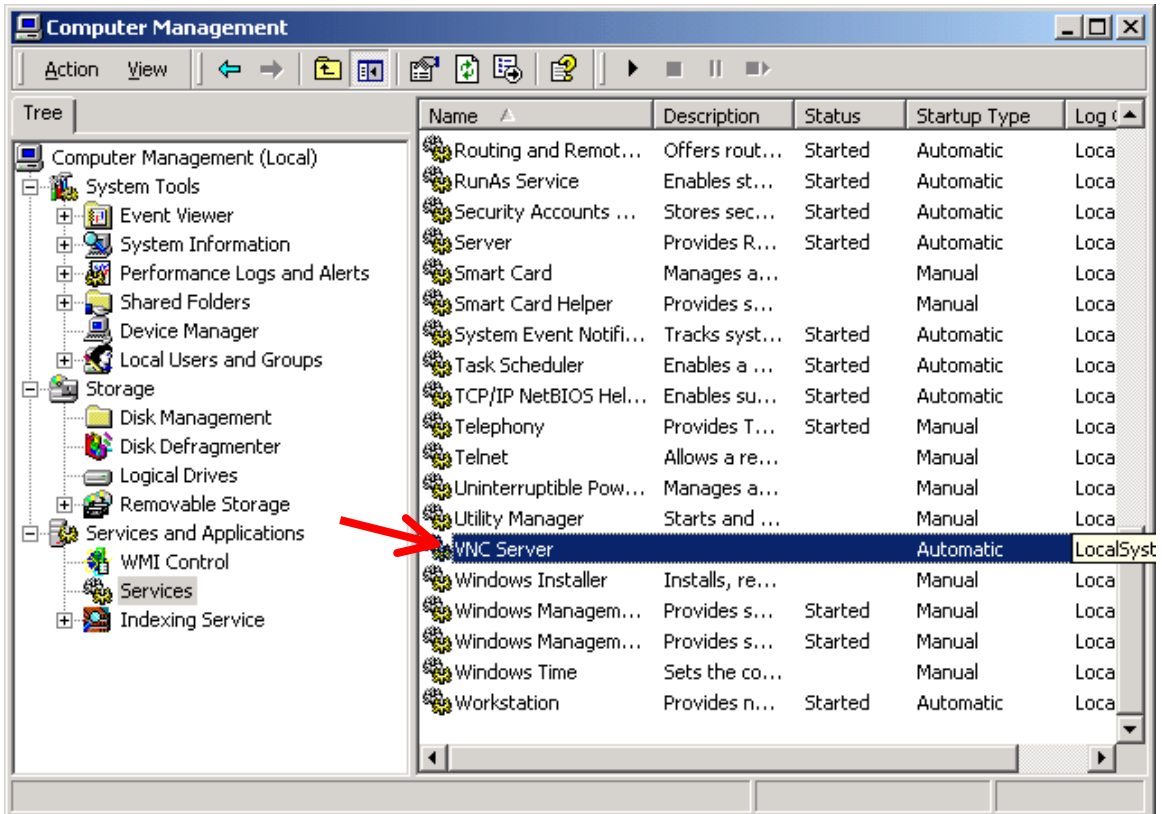 Computer Management
Action View
Tree
Computer Management (Local)
System Tools
Event Viewer
System Information
Performance Logs and Alerts
Shared Folders
Device Manager
Local Users and Groups
Storage
Disk Management
Disk Defragmenter
Logical Drives
Removable Storage
Services and Applications
WMI Control
Services
Indexing Service
Name Description Status Startup Type Log
Routing and Remot... Offers rout... Started Automatic Loca
RunAs Service Enables st... Started Automatic Loca
Security Accounts ... Stores sec... Started Automatic Loca
Server Provides R... Started Automatic Loca
Smart Card Manages a... Manual Loca
Smart Card Helper Provides s... Manual Loca
System Event Notifi... Tracks syst... Started Automatic Loca
Task Scheduler Enables a ... Started Automatic Loca
TCP/IP NetBIOS Hel... Enables su... Started Automatic Loca
Telephony Provides T... Started Manual Loca
Telnet Allows a re... Manual Loca
Uninterruptible Pow... Manages a... Manual Loca
Utility Manager Starts and ... Manual Loca
VNC Server Automatic LocalSyst
Windows Installer Installs, re... Manual Loca
Windows Managem... Provides s... Started Manual Loca
Windows Managem... Provides s... Started Manual Loca
Windows Time Sets the co... Manual Loca
Workstation Provides n... Started Automatic Loca